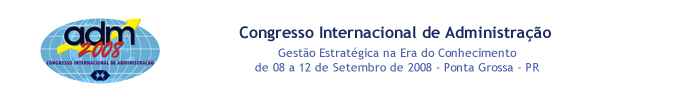 adm
2008
CONGRESSO INTERNACIONAL DE ADMINISTRAÇÃO
Congresso Internacional de Administração
Gestão Estratégica na Era do Conhecimento
de 08 a 12 de Setembro de 2008 - Ponta Grossa - PR